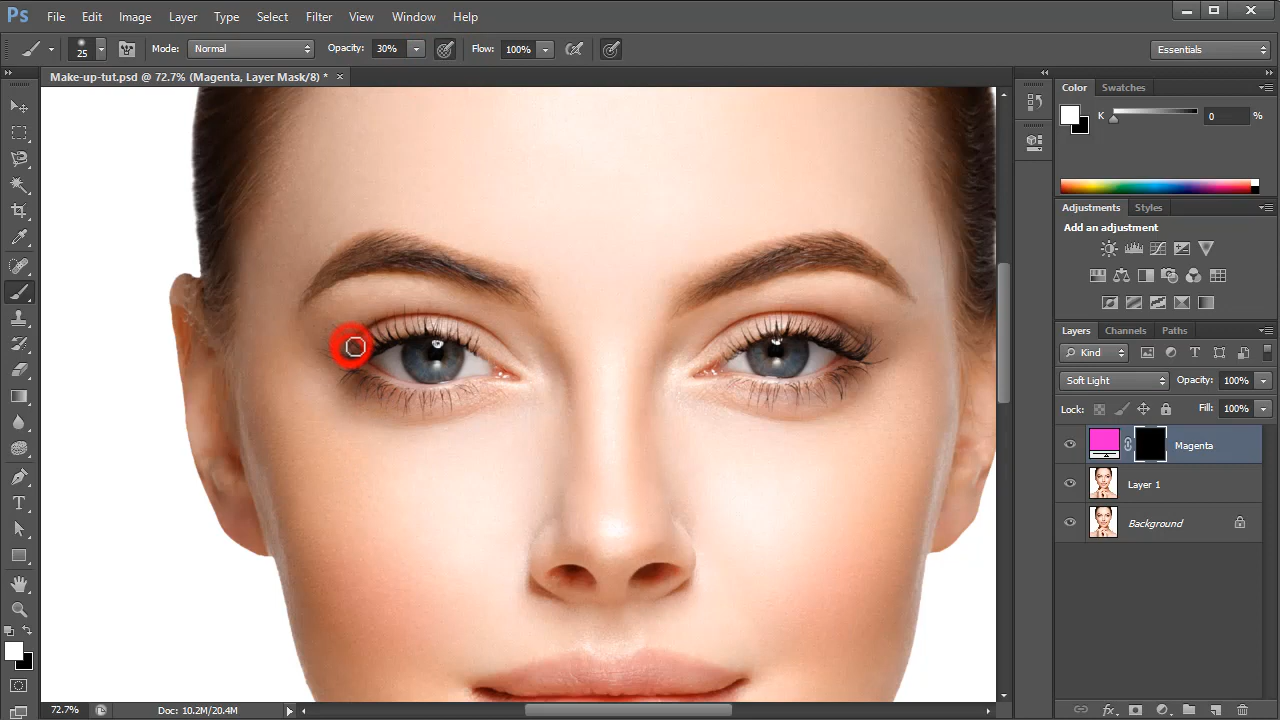 Ps File Edit Image Layer Type Select Filter View Window Help
25 Mode: Normal Opacity: 30% Flow: 100% Essentials
Make-up-tut.psd @ 72.7% (Magenta, Layer Mask/8) *
Color Swatches
K 0 %
Adjustments Styles
Add an adjustment
Layers Channels Paths
Kind
Soft Light Opacity: 100%
Lock: Fill: 100%
Magenta
Layer 1
Background
72.7% Doc: 10.2M/20.4M